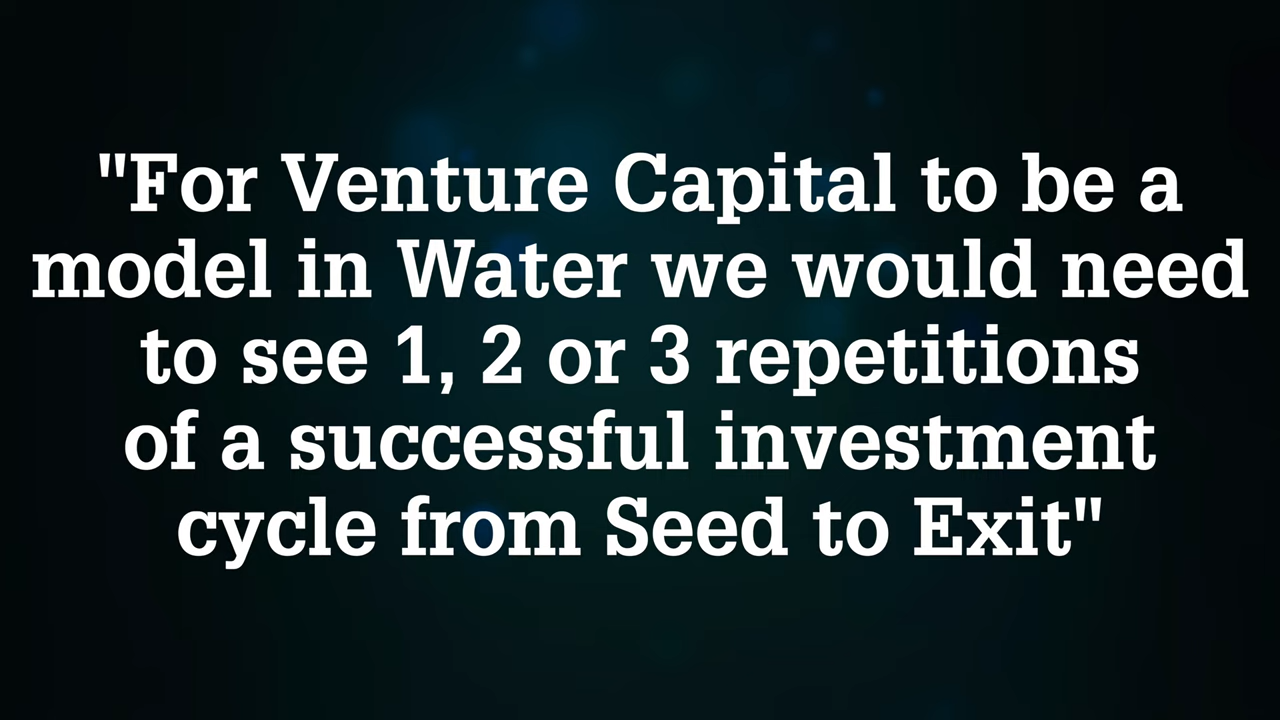 "For Venture Capital to be a
model in Water we would need
to see 1, 2 or 3 repetitions
of a successful investment
cycle from Seed to Exit"